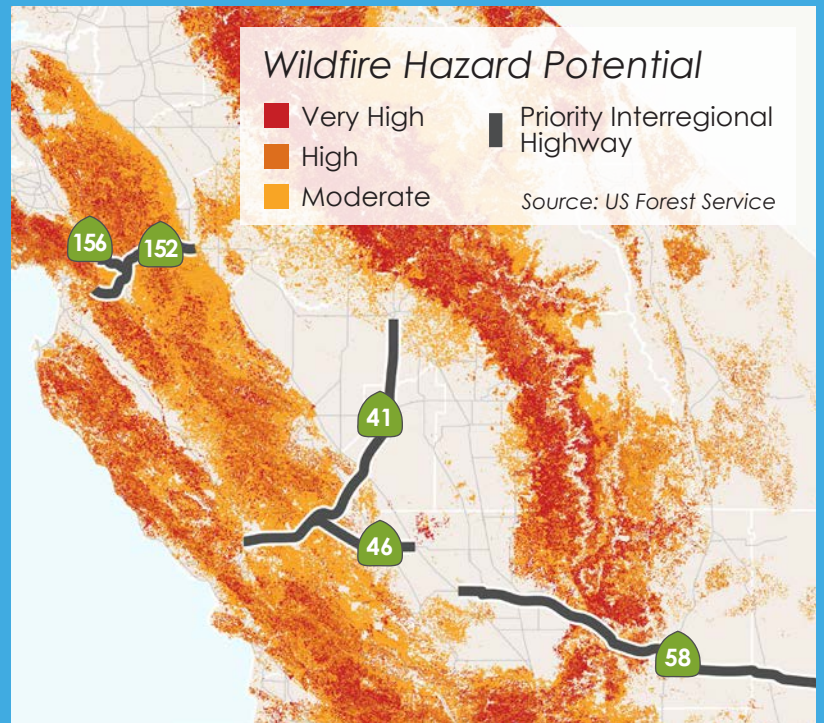 Wildfire Hazard Potential
Very High
High
Moderate
Priority Interregional
Highway
Source: US Forest Service
156
152
41
46
58